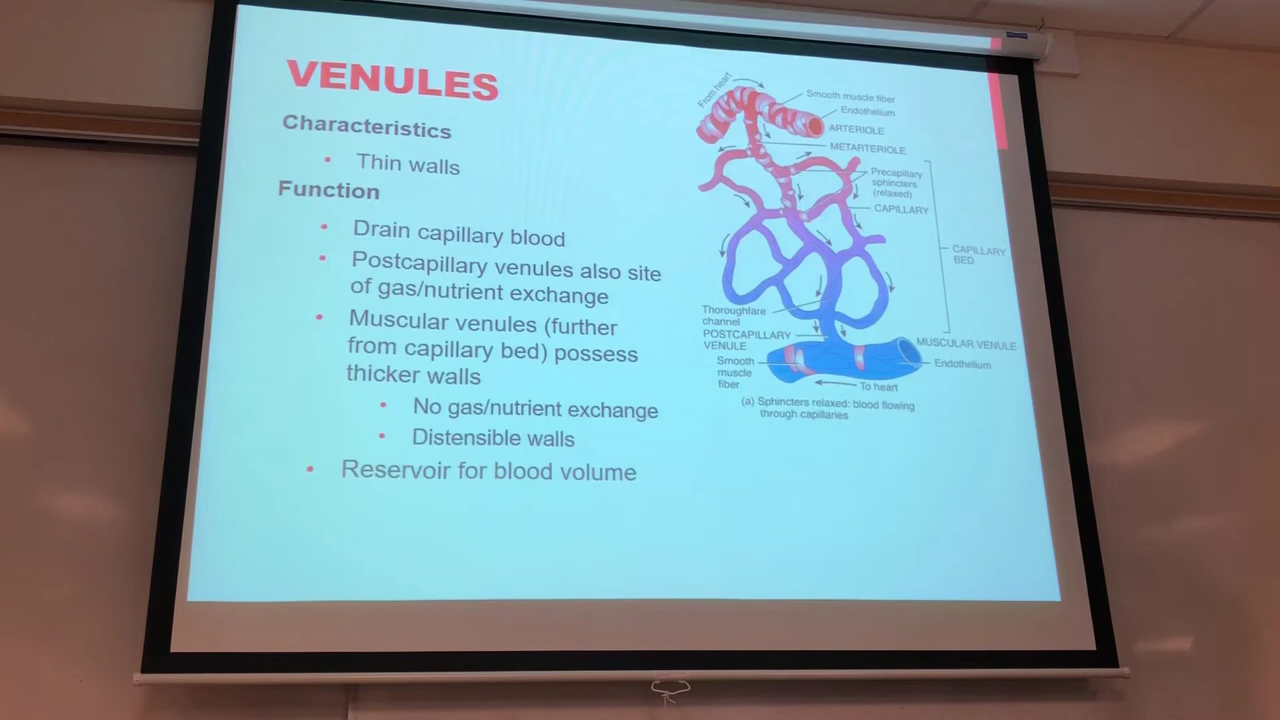 VENULES
Characteristics
• Thin walls
Function
• Drain capillary blood
• Postcapillary venules also site
of gas/nutrient exchange
• Muscular venules (further
from capillary bed) possess
thicker walls
• No gas/nutrient exchange
• Distensible walls
• Reservoir for blood volume
From heart
Smooth muscle fiber
Endothelium
ARTERIOLE
METARTERIOLE
Precapillary
sphincters
(relaxed)
CAPILLARY
CAPILLARY
BED
Thoroughfare
channel
POSTCAPILLARY
VENULE
MUSCULAR VENULE
Smooth
muscle
fiber
Endothelium
To heart
(a) Sphincters relaxed: blood flowing
through capillaries